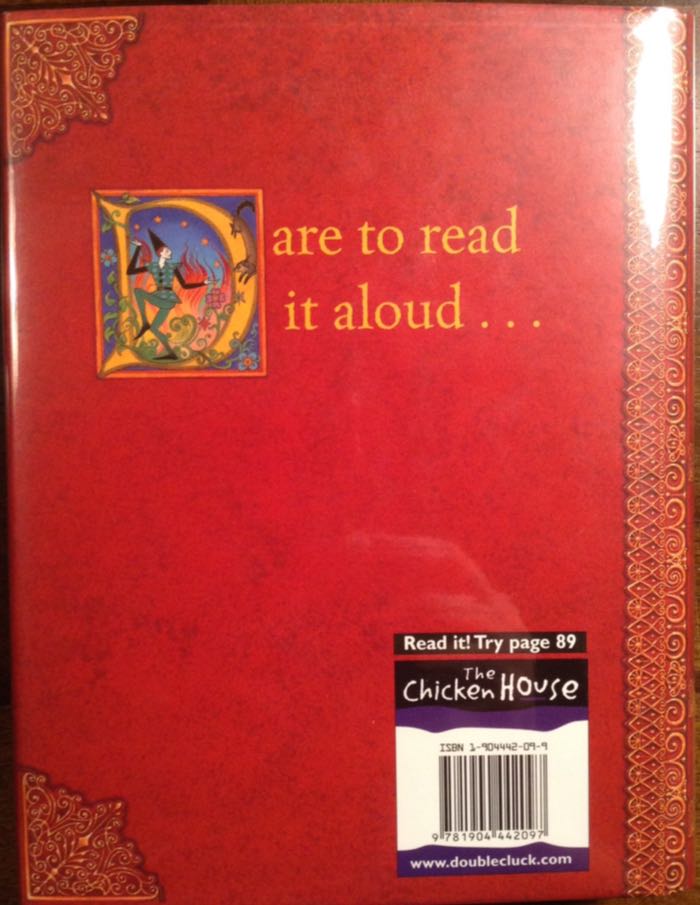 Dare to read
it aloud . . .
Read it! Try page 89
The
Chicken House
ISBN 1-904442-09-9
9 781904 442097
www.doublecluck.com